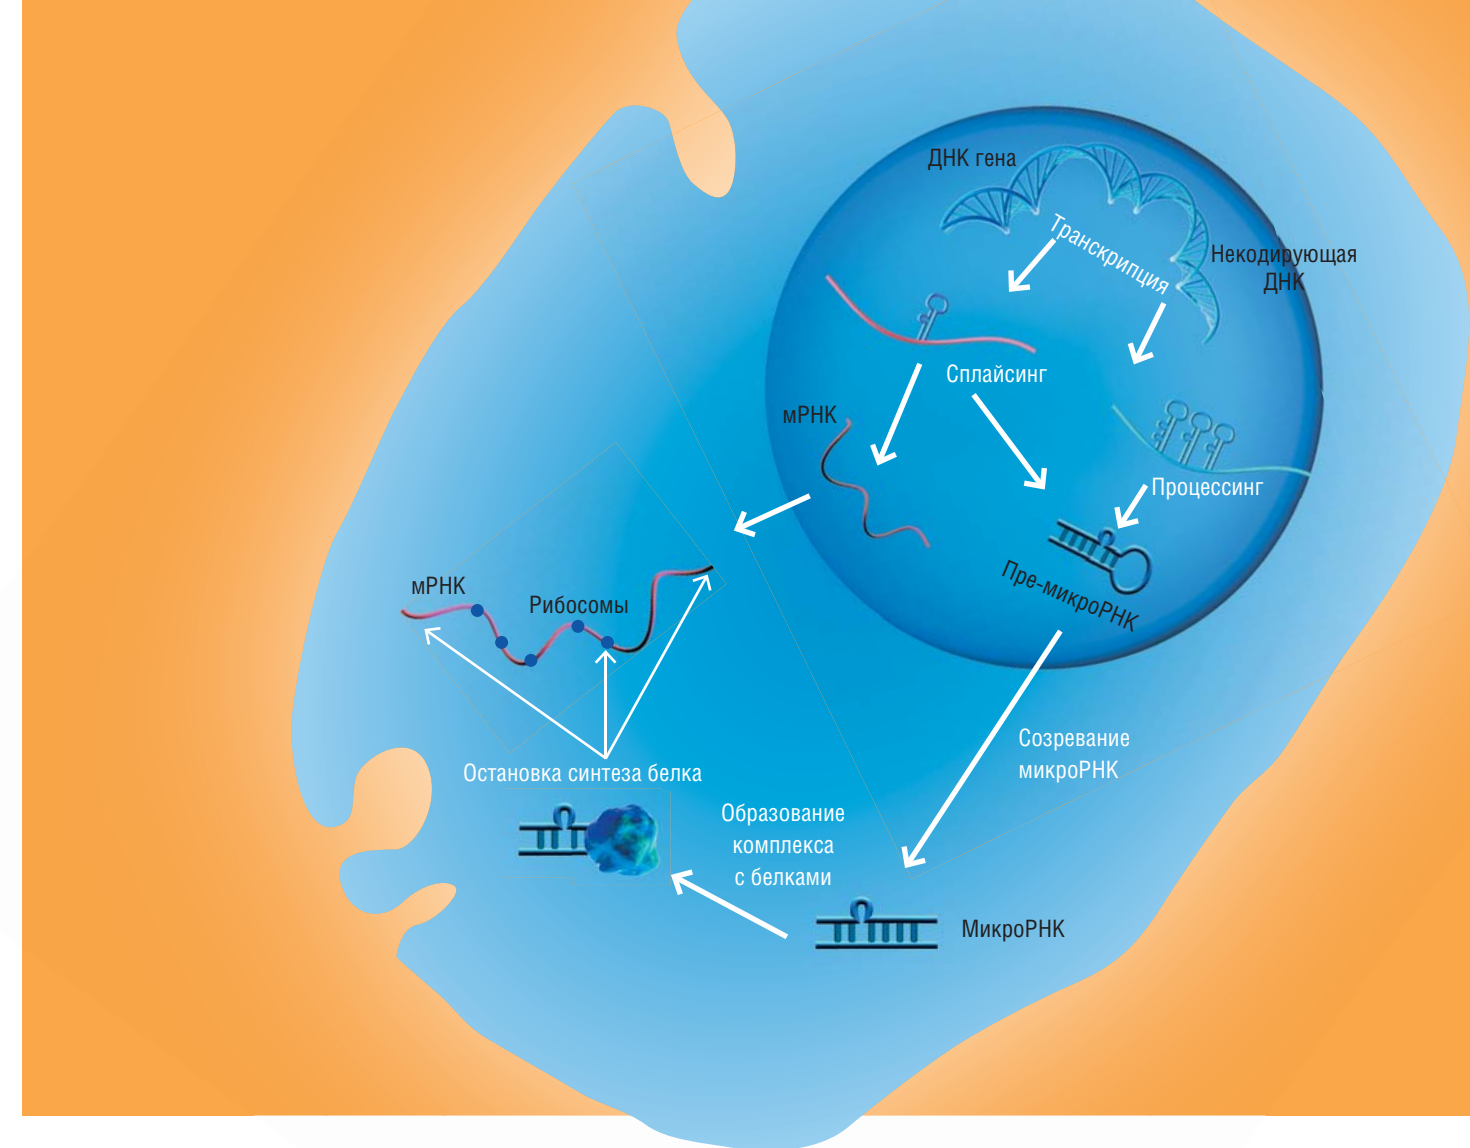 ДНК гена
Транскрипция
Некодирующая
ДНК
Сплайсинг
мРНК
Процессинг
Пре-микроРНК
мРНК
Рибосомы
Созревание
микроРНК
Остановка синтеза белка
Образование
комплекса
с белками
МикроРНК